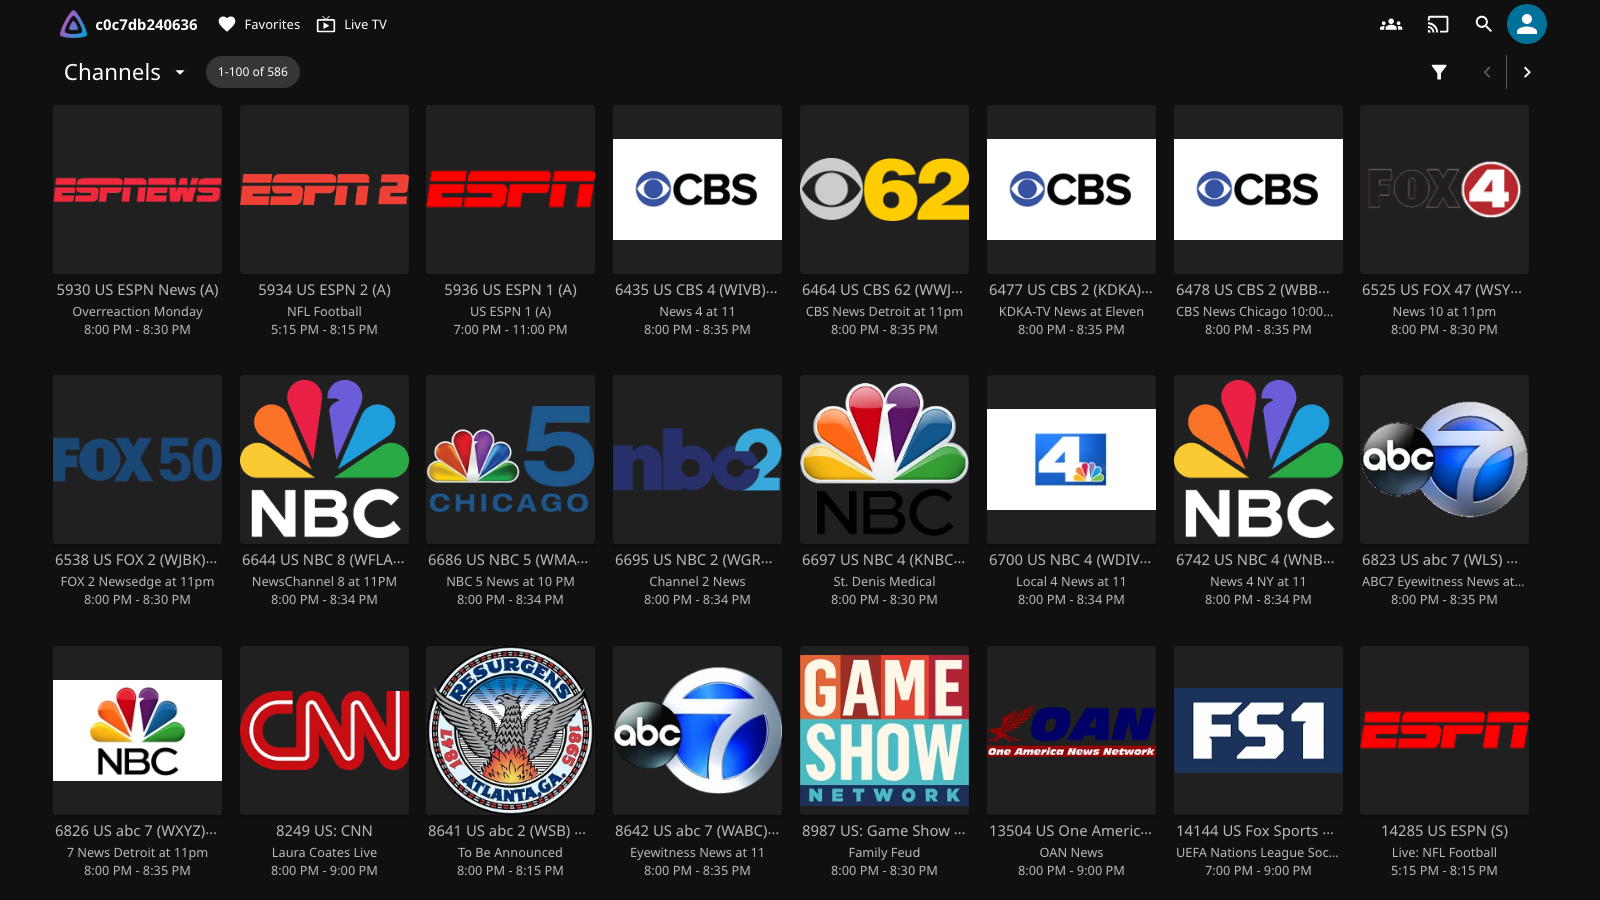 c0c7db240636 Favorites Live TV
Channels 1-100 of 586
ESPNEWS ESPN 2 ESPN CBS 62 CBS CBS FOX 4
CBS
5930 US ESPN News (A) 5934 US ESPN 2 (A) 5936 US ESPN 1 (A) 6435 US CBS 4 (WIVB)... 6464 US CBS 62 (WWJ... 6477 US CBS 2 (KDKA)... 6478 US CBS 2 (WBB... 6525 US FOX 47 (WSY...
Overreaction Monday NFL Football US ESPN 1 (A) News 4 at 11 CBS News Detroit at 11pm KDKA-TV News at Eleven CBS News Chicago 10:00... News 10 at 11pm
8:00 PM - 8:30 PM 5:15 PM - 8:15 PM 7:00 PM - 11:00 PM 8:00 PM - 8:35 PM 8:00 PM - 8:35 PM 8:00 PM - 8:35 PM 8:00 PM - 8:35 PM 8:00 PM - 8:30 PM
FOX 50 NBC 5 CHICAGO nbc2 NBC 4 NBC abc 7
6538 US FOX 2 (WJBK)... 6644 US NBC 8 (WFLA... 6686 US NBC 5 (WMA... 6695 US NBC 2 (WGR... 6697 US NBC 4 (KNBC... 6700 US NBC 4 (WDIV... 6742 US NBC 4 (WNB... 6823 US abc 7 (WLS) ...
FOX 2 Newsedge at 11pm NewsChannel 8 at 11PM NBC 5 News at 10 PM Channel 2 News St. Denis Medical Local 4 News at 11 News 4 NY at 11 ABC7 Eyewitness News at...
8:00 PM - 8:30 PM 8:00 PM - 8:34 PM 8:00 PM - 8:34 PM 8:00 PM - 8:34 PM 8:00 PM - 8:30 PM 8:00 PM - 8:34 PM 8:00 PM - 8:34 PM 8:00 PM - 8:35 PM
NBC CNN RESURGENS 1847 1865 ATLANTA, GA. abc 7 GAME SHOW NETWORK OAN One America News Network FS1 ESPN
6826 US abc 7 (WXYZ)... 8249 US: CNN 8641 US abc 2 (WSB) ... 8642 US abc 7 (WABC)... 8987 US: Game Show ... 13504 US One Americ... 14144 US Fox Sports ... 14285 US ESPN (S)
7 News Detroit at 11pm Laura Coates Live To Be Announced Eyewitness News at 11 Family Feud OAN News UEFA Nations League Soc... Live: NFL Football
8:00 PM - 8:35 PM 8:00 PM - 9:00 PM 8:00 PM - 8:15 PM 8:00 PM - 8:35 PM 8:00 PM - 8:30 PM 8:00 PM - 9:00 PM 7:00 PM - 9:00 PM 5:15 PM - 8:15 PM